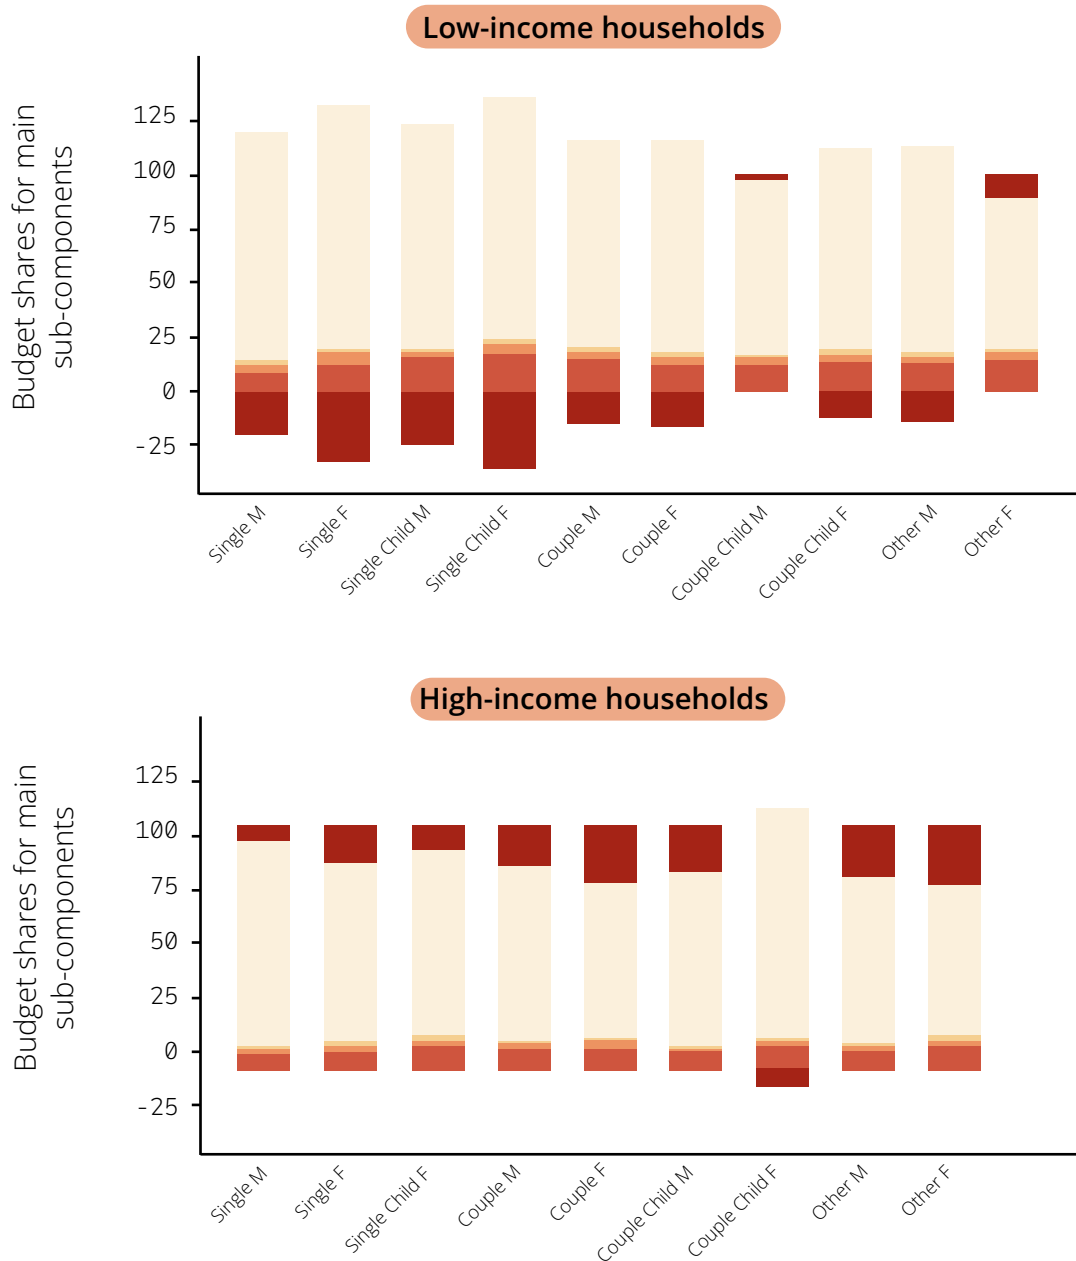 Low-income households
Budget shares for main
sub-components
125
100
75
50
25
0
-25
Single M
Single F
Single Child M
Single Child F
Couple M
Couple F
Couple Child M
Couple Child F
Other M
Other F
High-income households
Budget shares for main
sub-components
125
100
75
50
25
0
-25
Single M
Single F
Single Child F
Couple M
Couple F
Couple Child M
Couple Child F
Other M
Other F